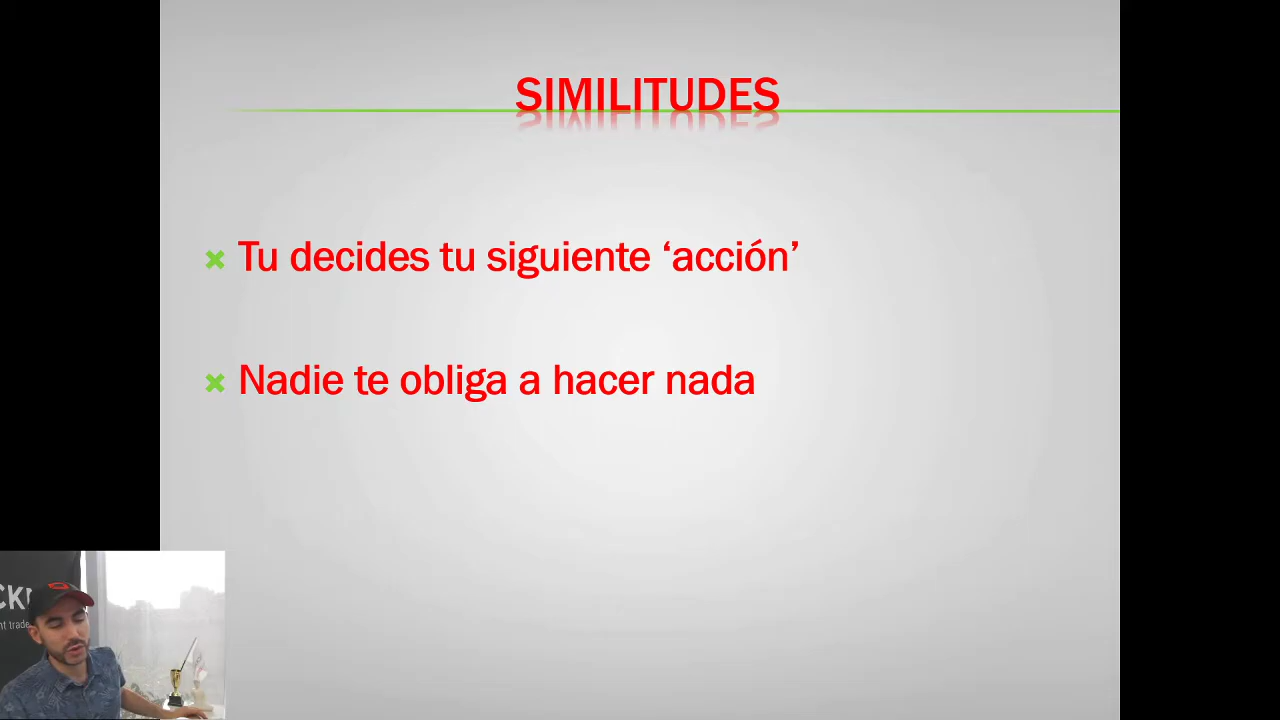 SIMILITUDES
Tu decides tu siguiente ‘acción’
Nadie te obliga a hacer nada